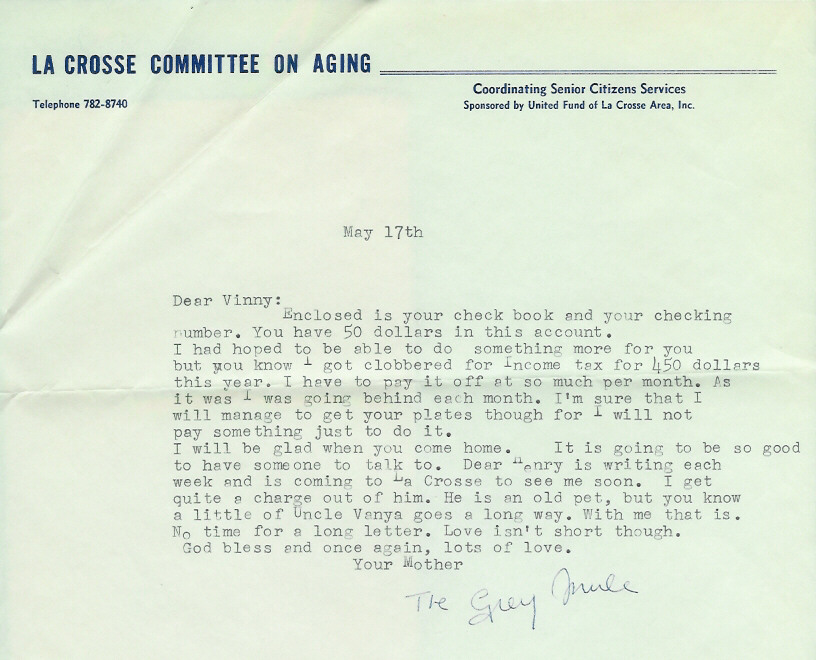 LA CROSSE COMMITTEE ON AGING
Coordinating Senior Citizens Services
Telephone 782-8740
Sponsored by United Fund of La Crosse Area, Inc.
May 17th
Dear Vinny:
Enclosed is your check book and your checking
number. You have 50 dollars in this account.
I had hoped to be able to do something more for you
but you know I got clobbered for Income tax for 450 dollars
this year. I have to pay it off at so much per month. As
it was I was going behind each month. I'm sure that I
will manage to get your plates though for I will not
pay something just to do it.
I will be glad when you come home. It is going to be so good
to have someone to talk to. Dear Henry is writing each
week and is coming to La Crosse to see me soon. I get
quite a charge out of him. He is an old pet, but you know
a little of Uncle Vanya goes a long way. With me that is.
No time for a long letter. Love isn't short though.
God bless and once again, lots of love.
Your Mother
The Grey Mule